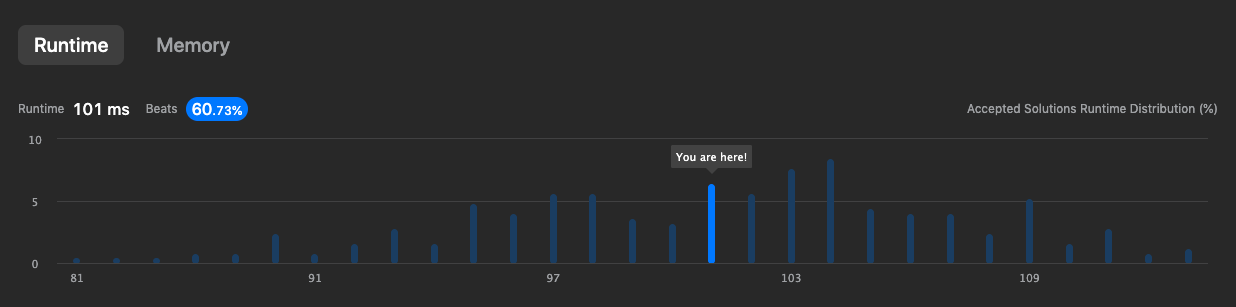 Runtime Memory
Runtime 101 ms Beats 60.73% Accepted Solutions Runtime Distribution (%)
10
You are here!
5
0
81 91 97 103 109